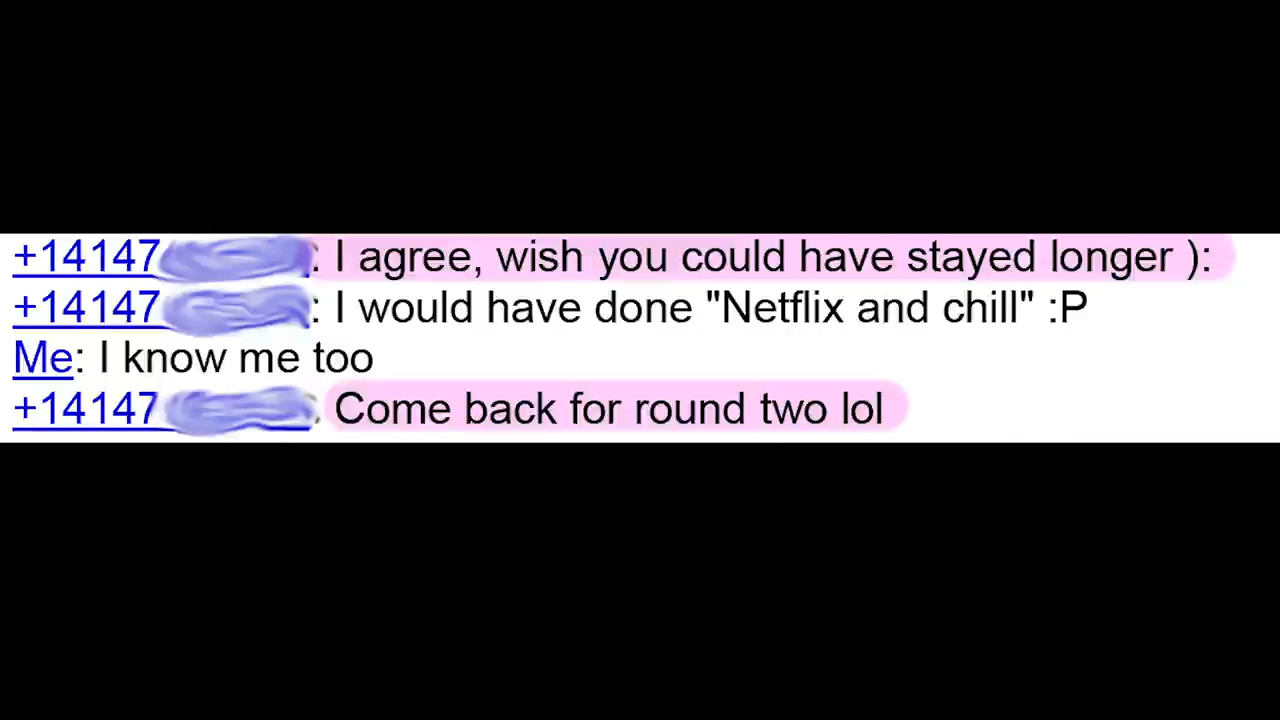 +14147 : I agree, wish you could have stayed longer ):
+14147 : I would have done "Netflix and chill" :P
Me: I know me too
+14147 : Come back for round two lol